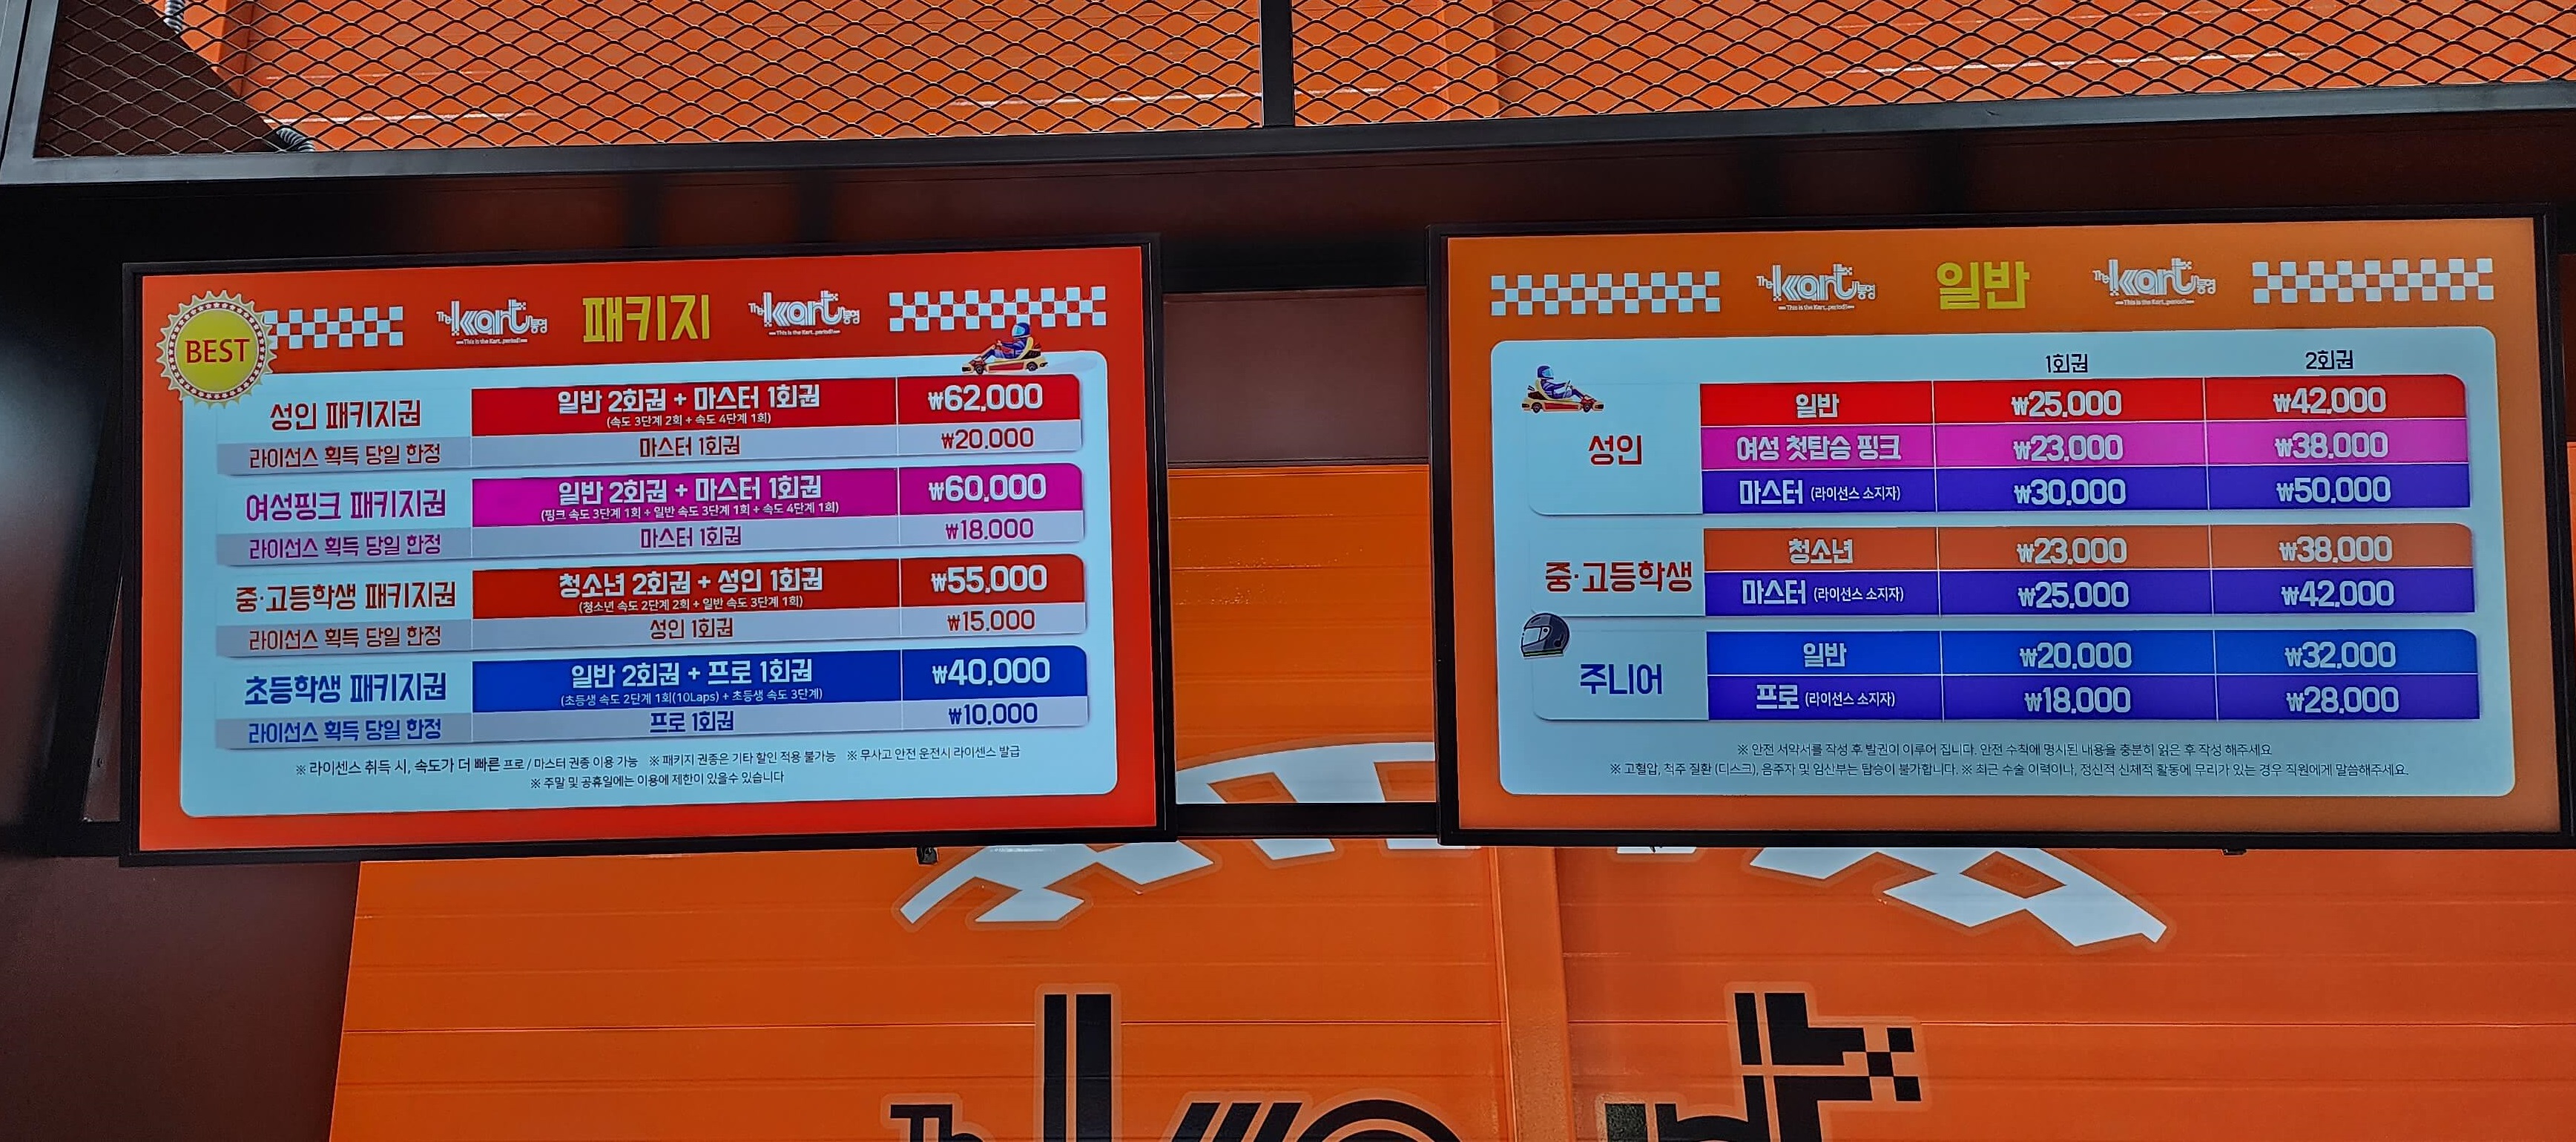 BEST
The Kart 통영
This is the Kart, period!
패키지
The Kart 통영
This is the Kart, period!
성인 패키지권 일반 2회권 + 마스터 1회권 ₩62,000
(속도 3단계 2회 + 속도 4단계 1회)
라이선스 획득 당일 한정 마스터 1회권 ₩20,000
여성핑크 패키지권 일반 2회권 + 마스터 1회권 ₩60,000
(핑크 속도 3단계 1회 + 일반 속도 3단계 1회 + 속도 4단계 1회)
라이선스 획득 당일 한정 마스터 1회권 ₩18,000
중·고등학생 패키지권 청소년 2회권 + 성인 1회권 ₩55,000
(청소년 속도 2단계 2회 + 일반 속도 3단계 1회)
라이선스 획득 당일 한정 성인 1회권 ₩15,000
초등학생 패키지권 일반 2회권 + 프로 1회권 ₩40,000
(초등생 속도 2단계 1회(10Laps) + 초등생 속도 3단계)
라이선스 획득 당일 한정 프로 1회권 ₩10,000
※ 라이센스 취득 시, 속도가 더 빠른 프로 / 마스터 권종 이용 가능 ※ 패키지 권종은 기타 할인 적용 불가능 ※ 무사고 안전 운전시 라이센스 발급
※ 주말 및 공휴일에는 이용에 제한이 있을수 있습니다
The Kart 통영
This is the Kart, period!
일반
The Kart 통영
This is the Kart, period!
1회권 2회권
성인
일반 ₩25,000 ₩42,000
여성 첫탑승 핑크 ₩23,000 ₩38,000
마스터 (라이선스 소지자) ₩30,000 ₩50,000
중·고등학생
청소년 ₩23,000 ₩38,000
마스터 (라이선스 소지자) ₩25,000 ₩42,000
주니어
일반 ₩20,000 ₩32,000
프로 (라이선스 소지자) ₩18,000 ₩28,000
※ 안전 서약서를 작성 후 발권이 이루어 집니다. 안전 수칙에 명시된 내용을 충분히 읽은 후 작성 해주세요.
※ 고혈압, 척주 질환 (디스크), 음주자 및 임산부는 탑승이 불가합니다. ※ 최근 수술 이력이나, 정신적 신체적 활동에 무리가 있는 경우 직원에게 말씀해주세요.
The kart